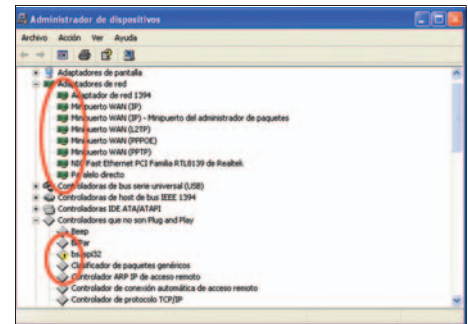 Administrador de dispositivos
Archivo Acción Ver Ayuda
Adaptadores de pantalla
Adaptadores de red
Adaptador de red 1394
Minipuerto WAN (IP)
Minipuerto WAN (IP) - Minipuerto del administrador de paquetes
Minipuerto WAN (L2TP)
Minipuerto WAN (PPPOE)
Minipuerto WAN (PPTP)
NIC Fast Ethernet PCI Familia RTL8139 de Realtek
Paralelo directo
Controladoras de bus serie universal (USB)
Controladoras de host de bus IEEE 1394
Controladoras IDE ATA/ATAPI
Controladores que no son Plug and Play
Beep
Clasificador de paquetes genéricos
Controlador ARP IP de acceso remoto
Controlador de conexión automática de acceso remoto
Controlador de protocolo TCP/IP